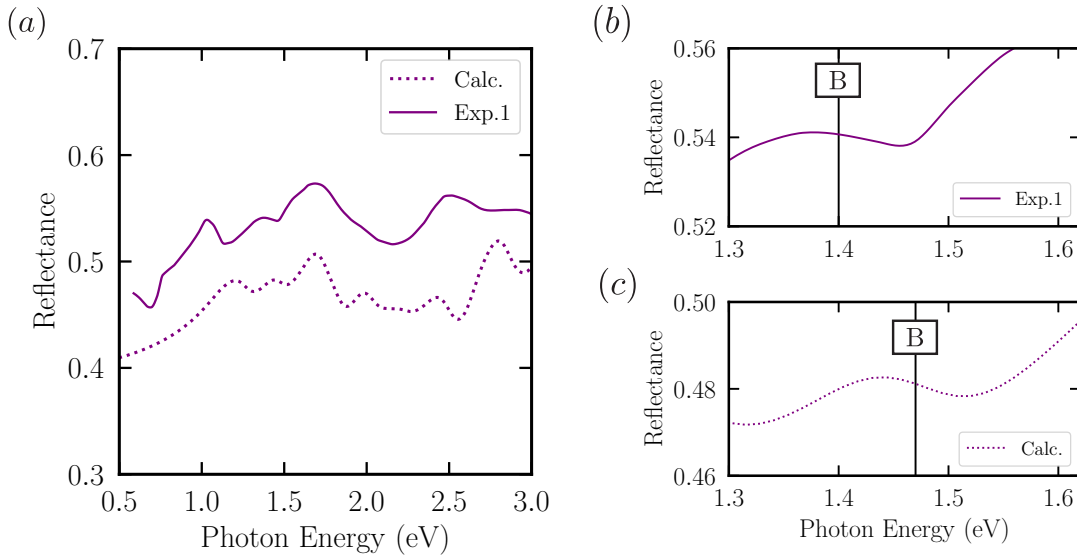 (a)
0.7
0.6
0.5
0.4
0.3
Reflectance
Calc.
Exp.1
0.5 1.0 1.5 2.0 2.5 3.0
Photon Energy (eV)
(b)
0.56
0.54
0.52
Reflectance
B
Exp.1
1.3 1.4 1.5 1.6
(c)
0.50
0.48
0.46
Reflectance
B
Calc.
1.3 1.4 1.5 1.6
Photon Energy (eV)